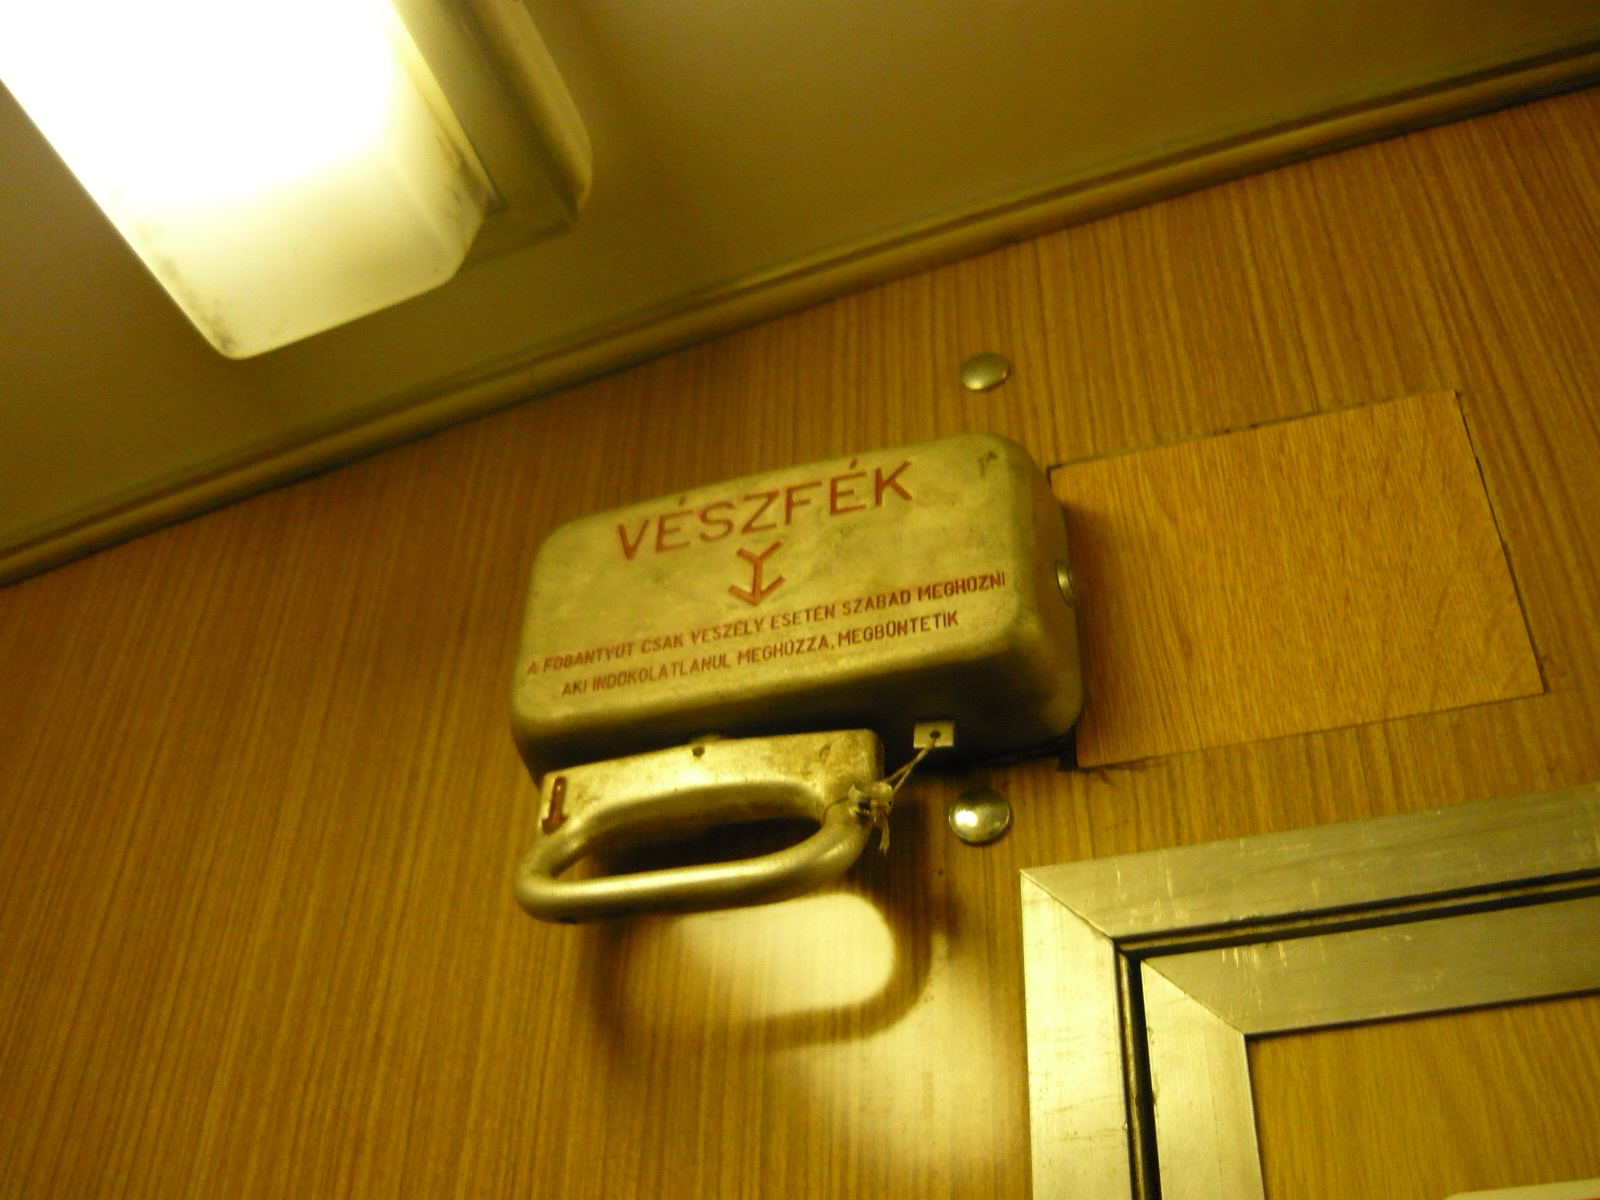 VÉSZFÉK
A FOGANTYÚT CSAK VESZÉLY ESETÉN SZABAD MEGHÚZNI
AKI INDOKOLATLANUL MEGHÚZZA, MEGBÜNTETIK